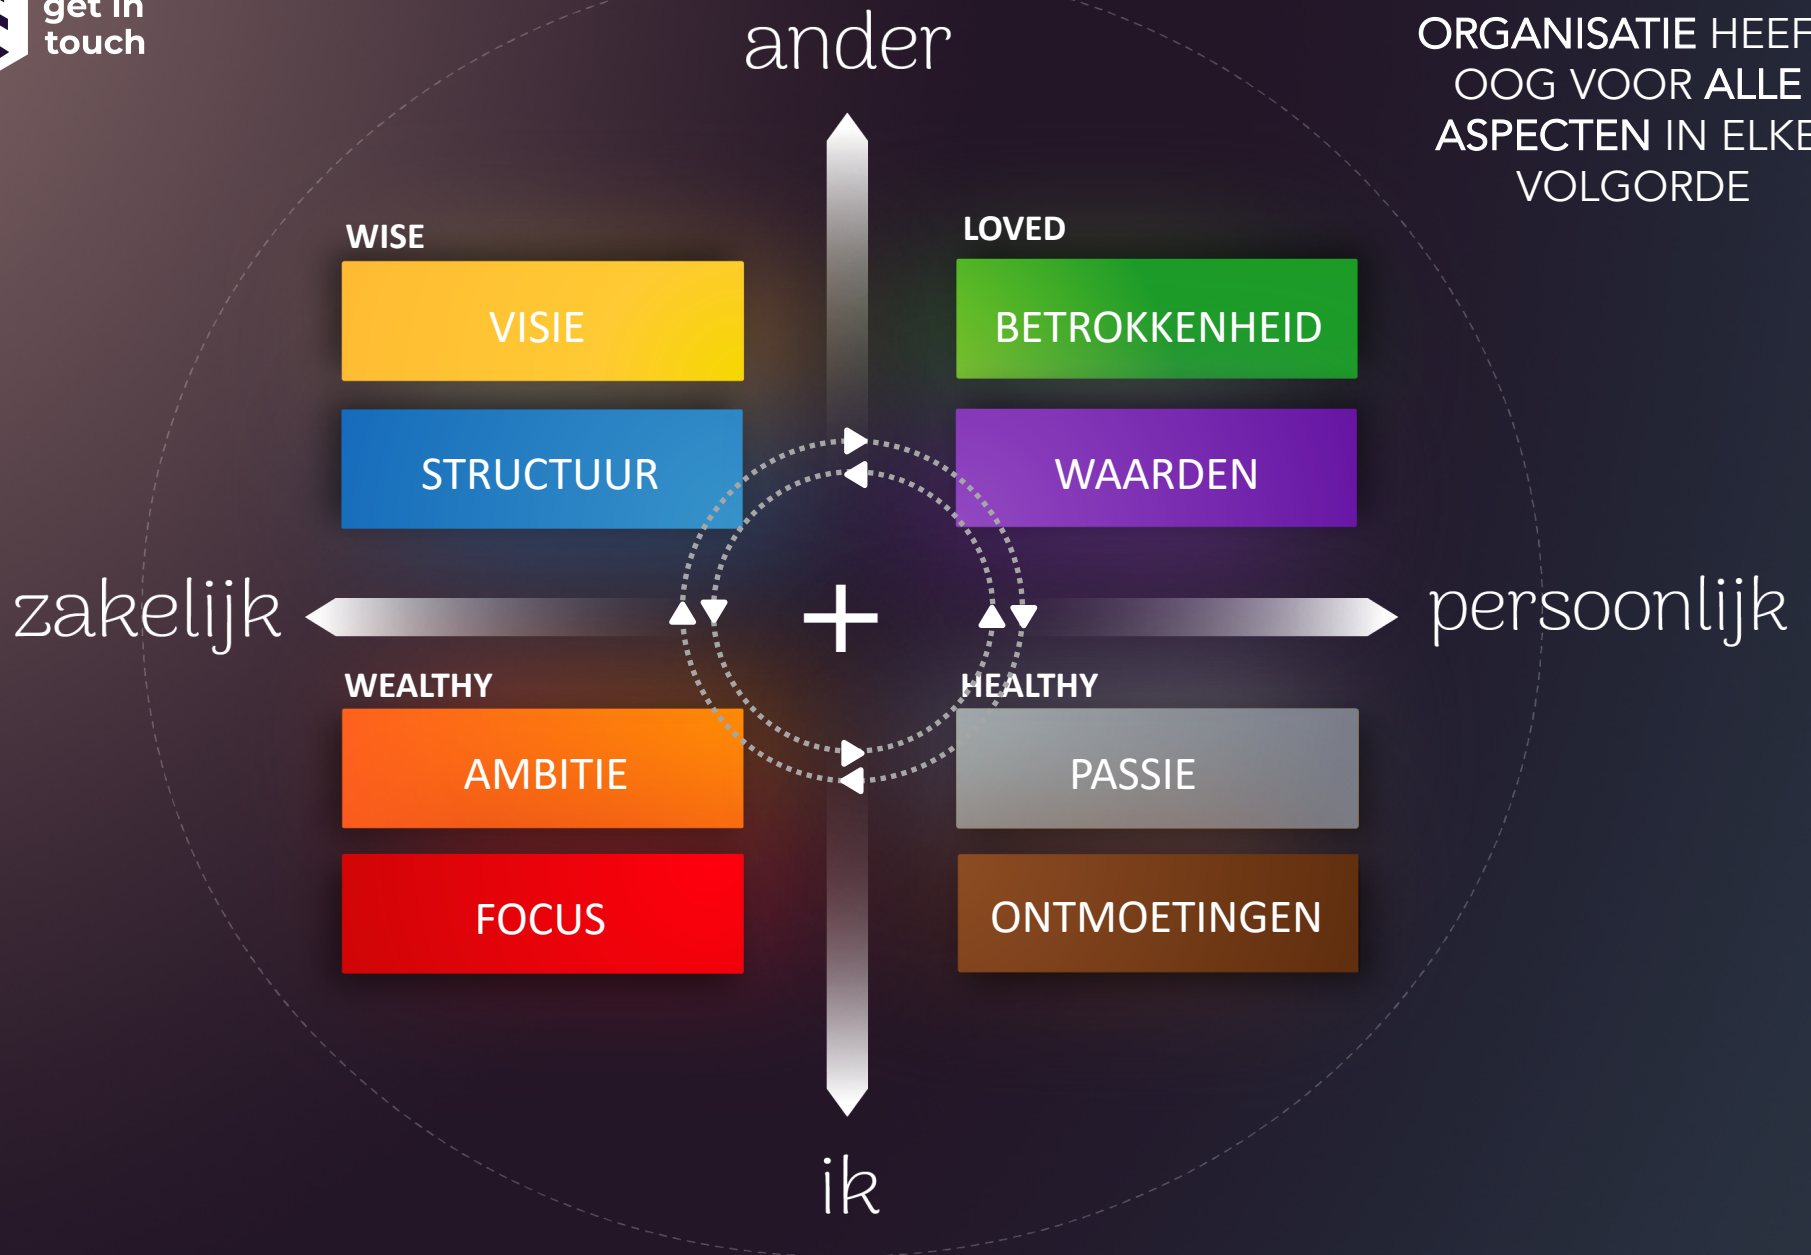 get in
touch
ander
ORGANISATIE HEEF
OOG VOOR ALLE
ASPECTEN IN ELKE
VOLGORDE
WISE
VISIE
STRUCTUUR
LOVED
BETROKKENHEID
WAARDEN
zakelijk
persoonlijk
WEALTHY
AMBITIE
FOCUS
HEALTHY
PASSIE
ONTMOETINGEN
ik